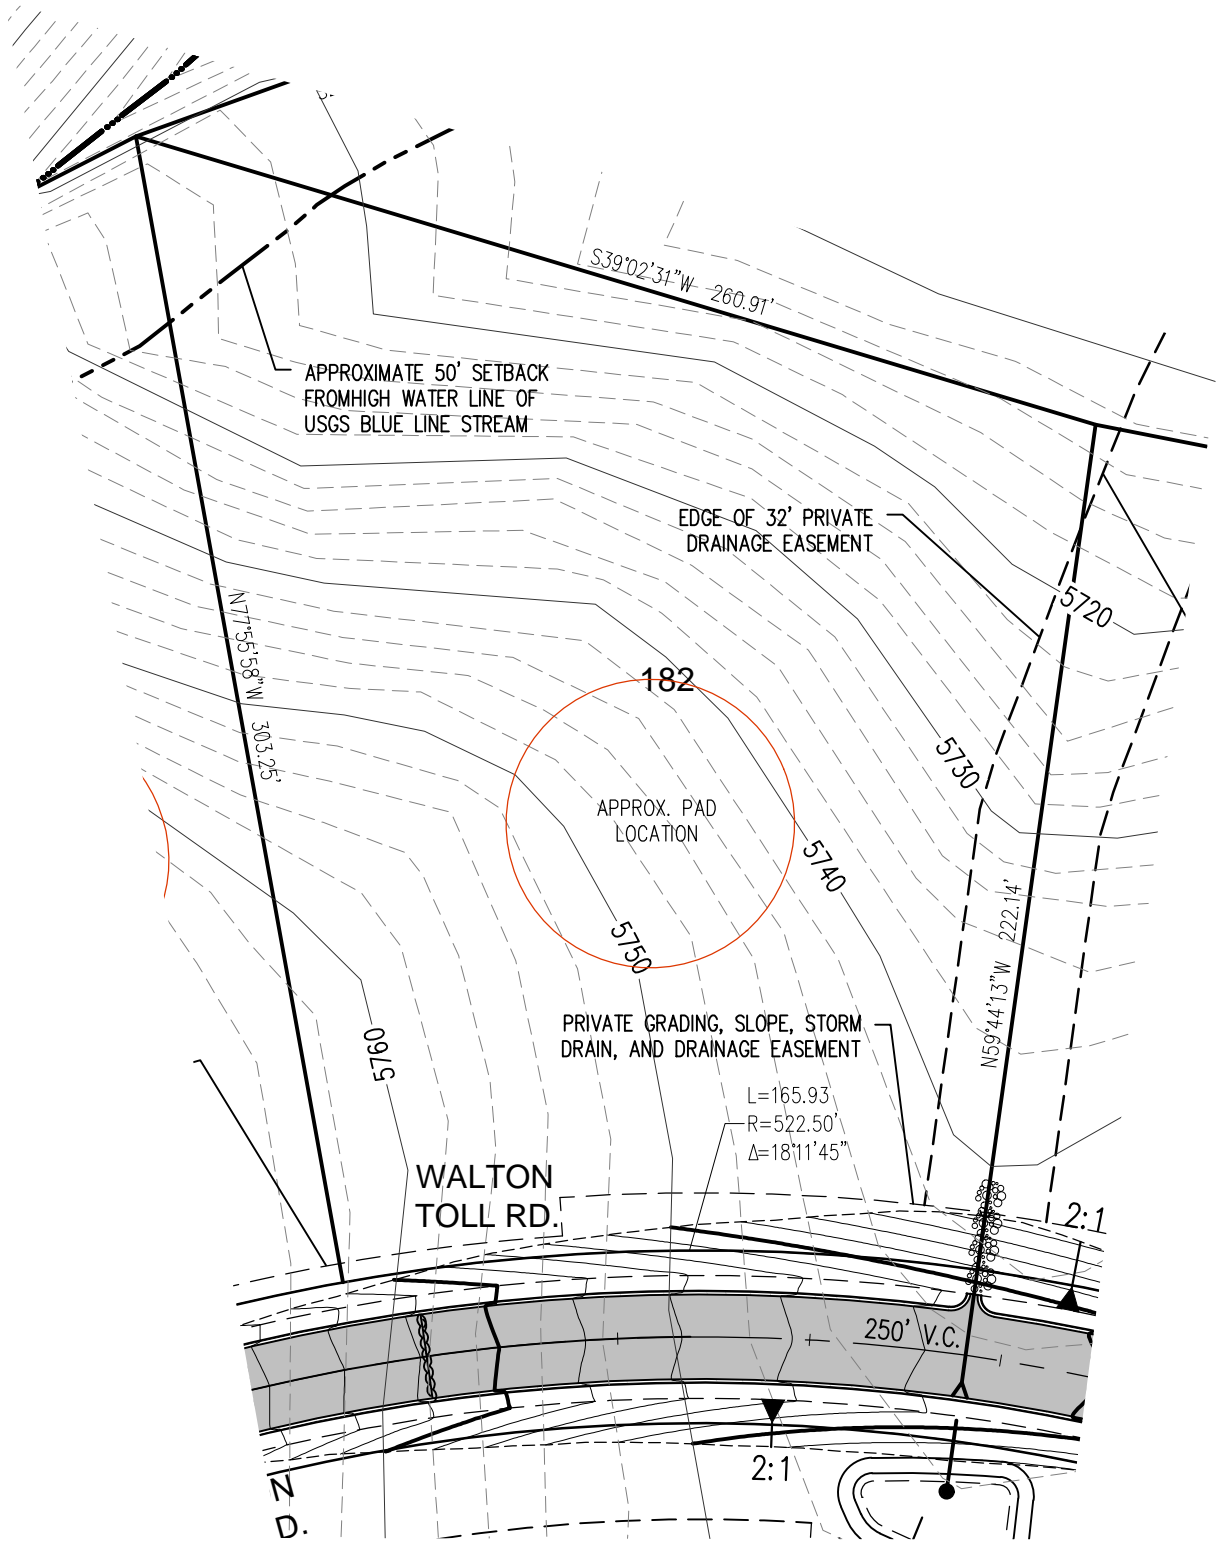 S39°02'31"W 260.91'
APPROXIMATE 50' SETBACK
FROMHIGH WATER LINE OF
USGS BLUE LINE STREAM
EDGE OF 32' PRIVATE
DRAINAGE EASEMENT
5720
N77°55'58"W 303.25'
182
5730
APPROX. PAD
LOCATION
5740
5750
N59°44'13"W 222.14'
PRIVATE GRADING, SLOPE, STORM
DRAIN, AND DRAINAGE EASEMENT
5760
L=165.93
R=522.50'
Δ=18°11'45"
WALTON
TOLL RD.
2:1
250' V.C.
2:1
N
D.